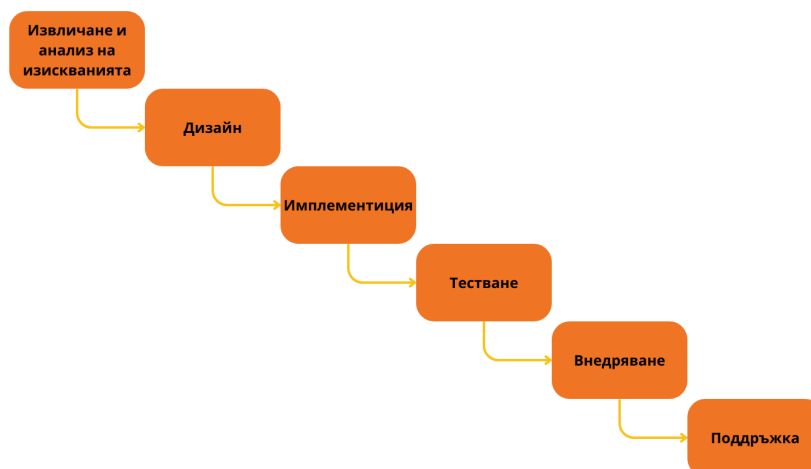 Извличане и
анализ на
изискванията
Дизайн
Имплементиция
Тестване
Внедряване
Поддръжка